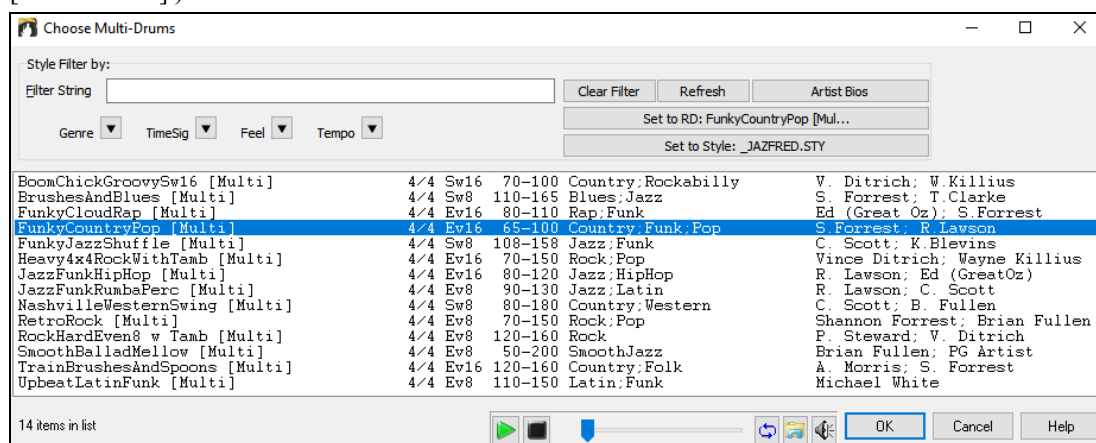 Choose Multi-Drums
Style Filter by:
Filter String
Clear Filter Refresh Artist Bios
Genre TimeSig Feel Tempo
Set to RD: FunkyCountryPop [Mul...
Set to Style: _JAZFRED.STY
BoomChickGroovySw16 [Multi] 4/4 Sw16 70-100 Country;Rockabilly V. Ditrich; W.Killius
BrushesAndBlues [Multi] 4/4 Sw8 110-165 Blues;Jazz S. Forrest; T.Clarke
FunkyCloudRap [Multi] 4/4 Ev16 80-110 Rap;Funk Ed (Great Oz); S.Forrest
FunkyCountryPop [Multi] 4/4 Ev16 65-100 Country;Funk;Pop S.Forrest; R.Lawson
FunkyJazzShuffle [Multi] 4/4 Sw8 108-158 Jazz;Funk C. Scott; K.Blevins
Heavy4x4RockWithTamb [Multi] 4/4 Ev16 70-150 Rock;Pop Vince Ditrich; Wayne Killius
JazzFunkHipHop [Multi] 4/4 Ev16 80-120 Jazz;HipHop R. Lawson; Ed (GreatOz)
JazzFunkRumbaPerc [Multi] 4/4 Ev8 90-130 Jazz;Latin R. Lawson; C. Scott
NashvilleWesternSwing [Multi] 4/4 Sw8 80-180 Country;Western C. Scott; B. Fullen
RetroRock [Multi] 4/4 Ev8 70-150 Rock;Pop Shannon Forrest; Brian Fullen
RockHardEven8 w Tamb [Multi] 4/4 Ev8 120-160 Rock P. Steward; V. Ditrich
SmoothBalladMellow [Multi] 4/4 Ev8 50-200 SmoothJazz Brian Fullen; PG Artist
TrainBrushesAndSpoons [Multi] 4/4 Ev16 120-160 Country;Folk A. Morris; S. Forrest
UpbeatLatinFunk [Multi] 4/4 Ev8 110-150 Latin;Funk Michael White
14 items in list OK Cancel Help